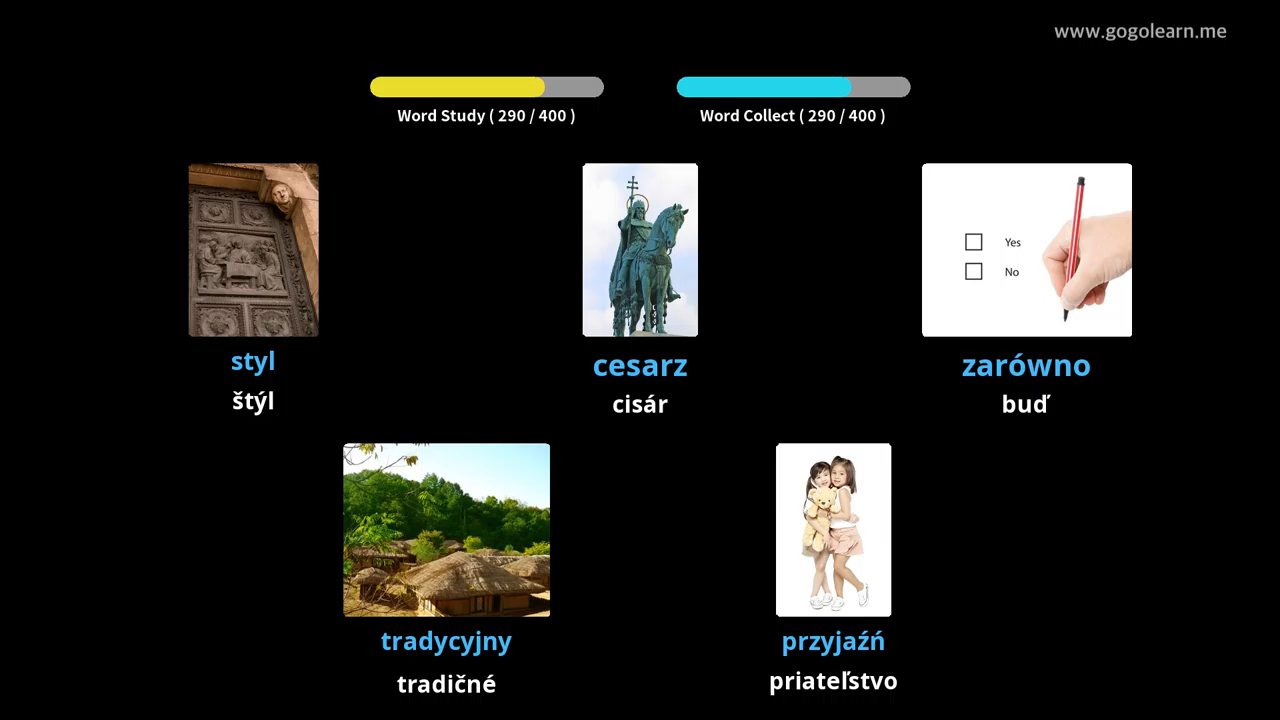 www.gogolearn.me
Word Study ( 290 / 400 )
Word Collect ( 290 / 400 )
Yes
No
styl
štýl
cesarz
cisár
zarówno
buď
tradycyjny
tradičné
przyjaźń
priateľstvo